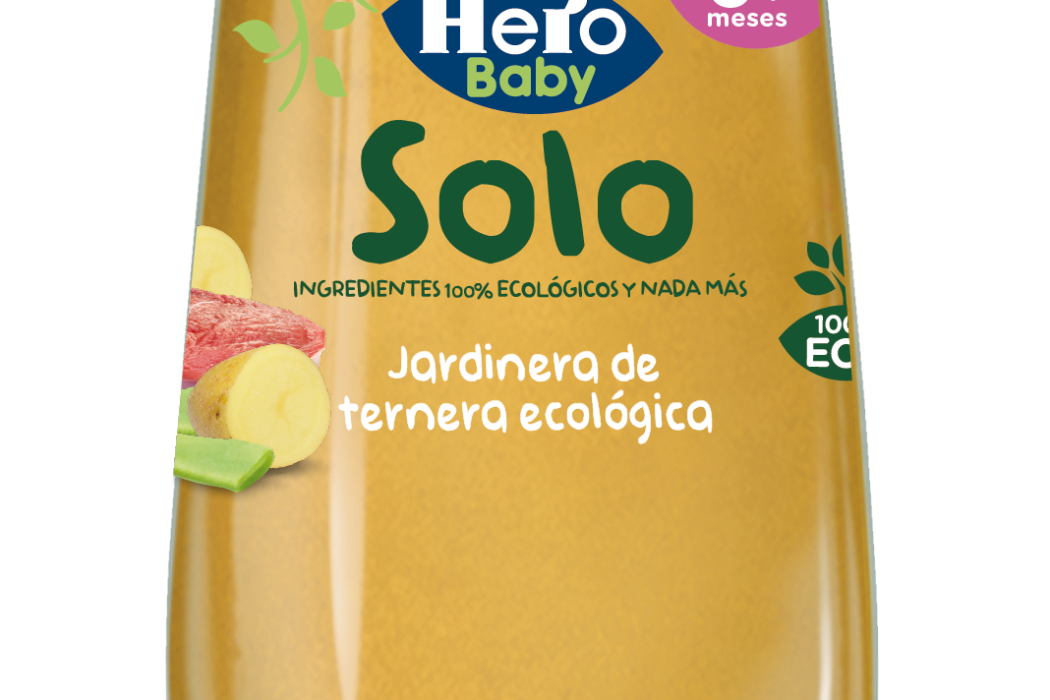 Hero
Baby
meses
Solo
INGREDIENTES 100% ECOLÓGICOS Y NADA MÁS
Jardinera de
ternera ecológica